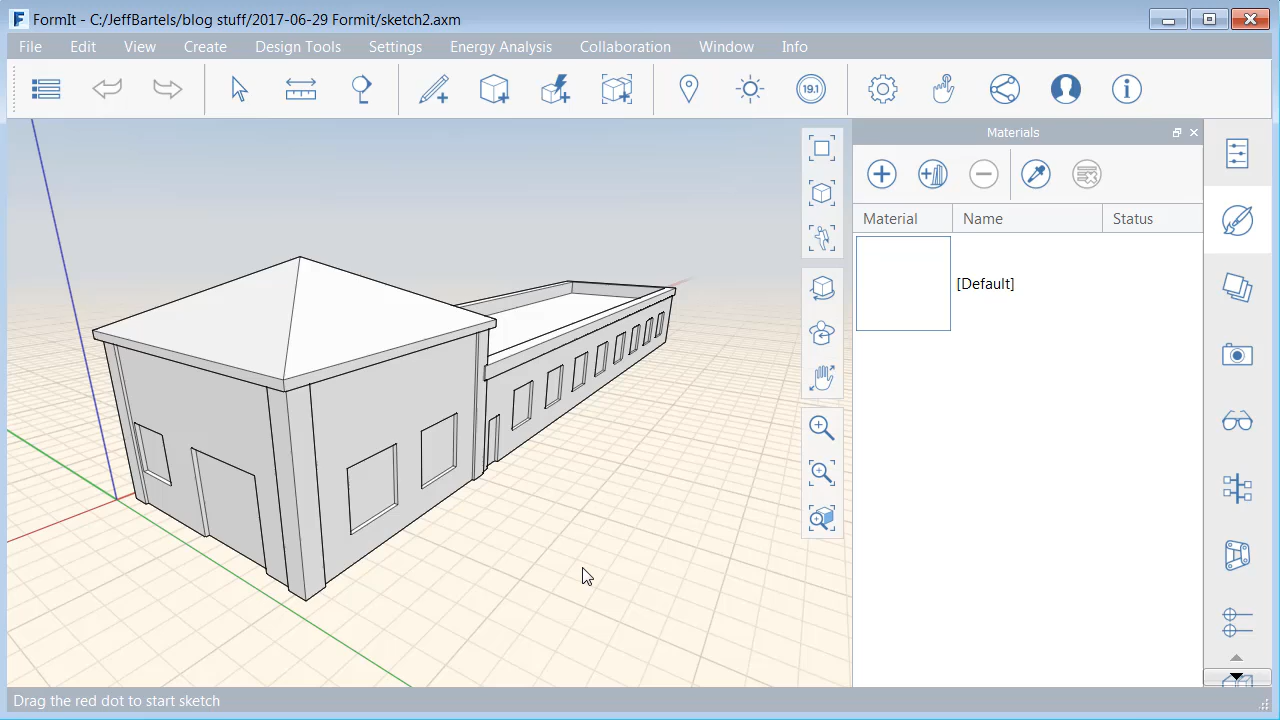 FormIt - C:/JeffBartels/blog stuff/2017-06-29 Formit/sketch2.axm
File Edit View Create Design Tools Settings Energy Analysis Collaboration Window Info
19.1
Materials
Material Name Status
[Default]
Drag the red dot to start sketch